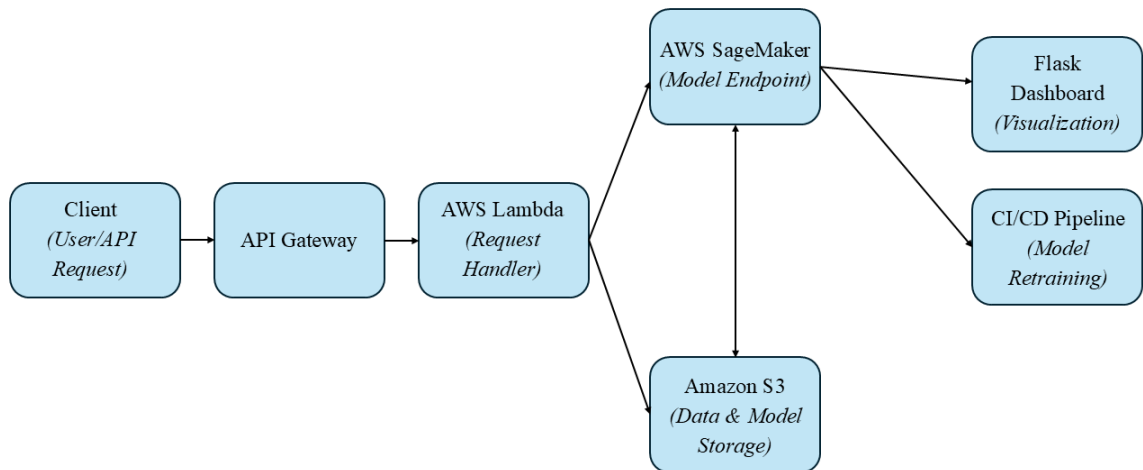 Client
(User/API
Request)
API Gateway
AWS Lambda
(Request
Handler)
AWS SageMaker
(Model Endpoint)
Amazon S3
(Data & Model
Storage)
Flask
Dashboard
(Visualization)
CI/CD Pipeline
(Model
Retraining)